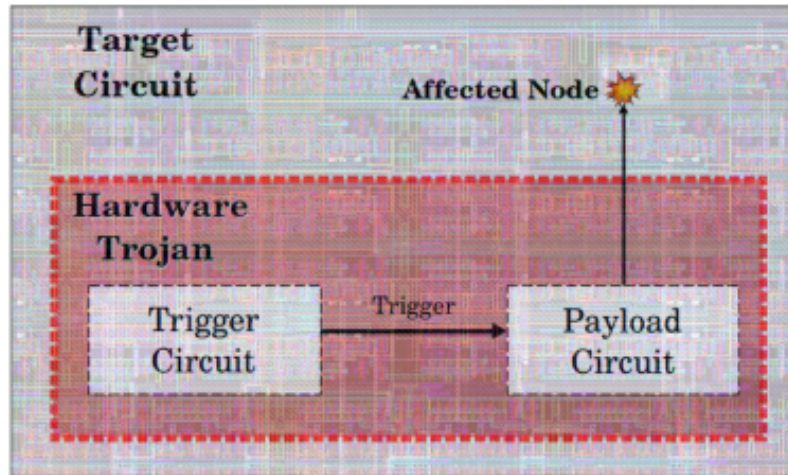 Target
Circuit
Affected Node
Hardware
Trojan
Trigger
Circuit
Trigger
Payload
Circuit